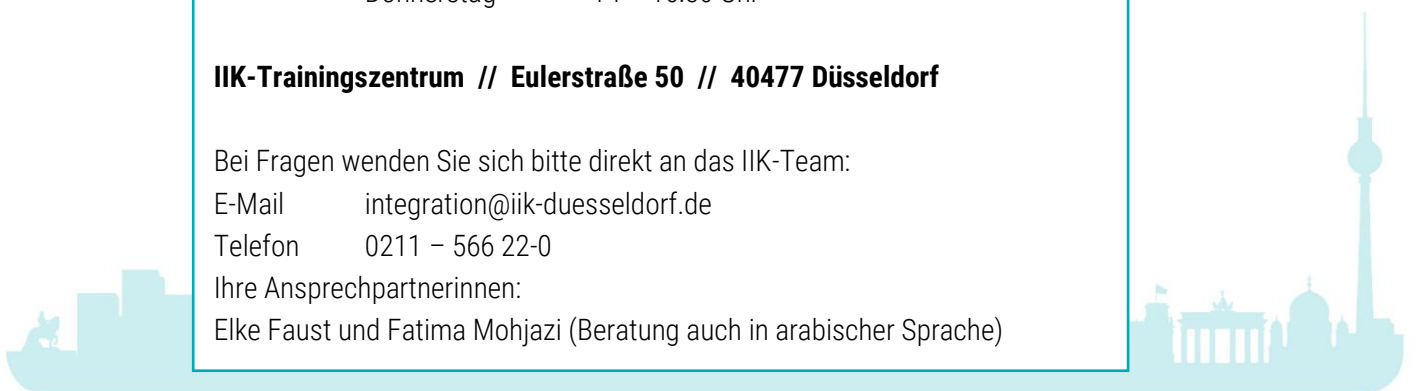 IIK-Trainingszentrum // Eulerstraße 50 // 40477 Düsseldorf
Bei Fragen wenden Sie sich bitte direkt an das IIK-Team:
E-Mail integration@iik-duesseldorf.de
Telefon 0211 – 566 22-0
Ihre Ansprechpartnerinnen:
Elke Faust und Fatima Mohjazi (Beratung auch in arabischer Sprache)